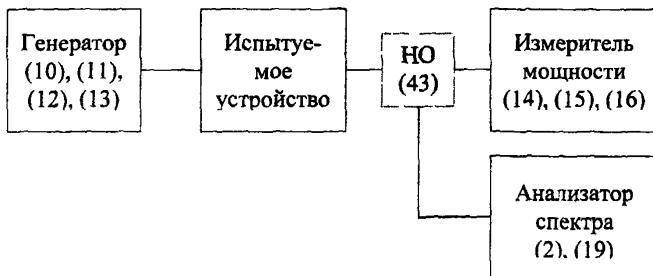 Генератор
(10), (11),
(12), (13)
Испытуе-
мое
устройство
НО
(43)
Измеритель
мощности
(14), (15), (16)
Анализатор
спектра
(2), (19)